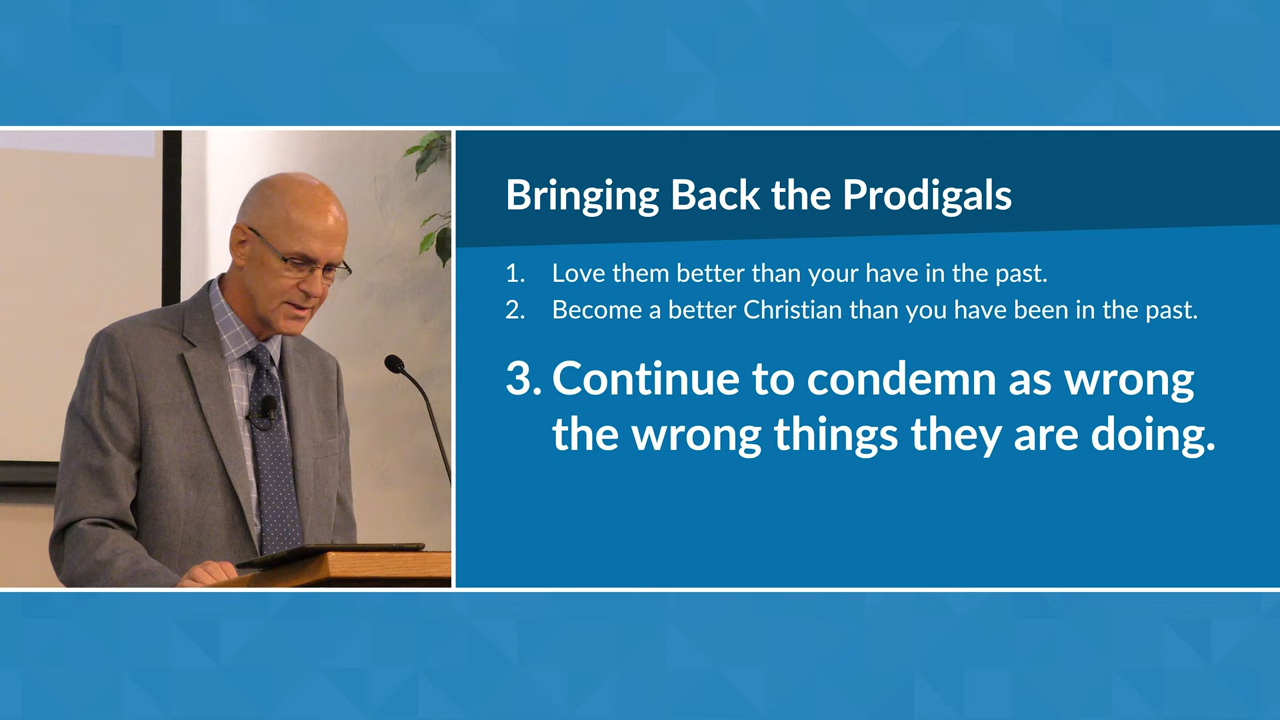 Bringing Back the Prodigals
1. Love them better than your have in the past.
2. Become a better Christian than you have been in the past.
3. Continue to condemn as wrong
the wrong things they are doing.